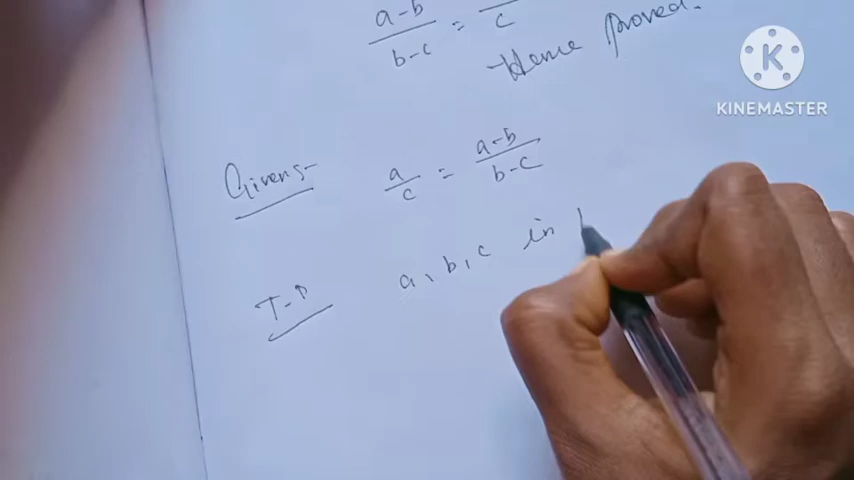 a-b / b-c = / c
Hence proved.
Given:- a/c = a-b / b-c
T.P a, b, c in
K
KINEMASTER